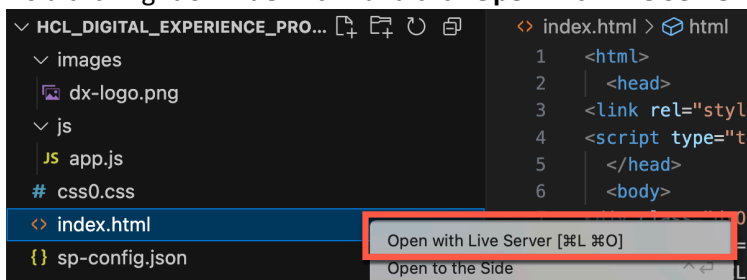 HCL_DIGITAL_EXPERIENCE_PRO...
index.html > html
images
1 <html>
dx-logo.png
2 <head>
js
3 <link rel="styl
JS app.js
4 <script type="t
# css0.css
5 </head>
<> index.html
6 <body>
Open with Live Server [⌘L ⌘O]
{} sp-config.json
Open to the Side